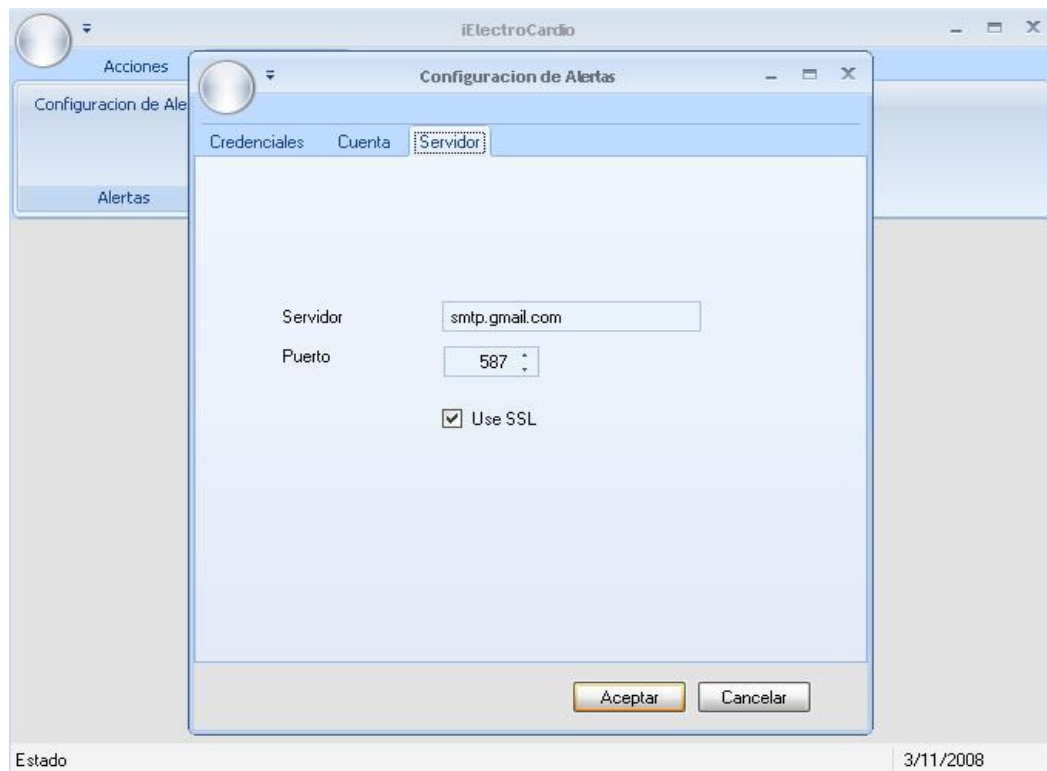 iElectroCardio
Acciones
Configuracion de Ale
Alertas
Configuracion de Alertas
Credenciales Cuenta Servidor
Servidor smtp.gmail.com
Puerto 587
Use SSL
Aceptar Cancelar
Estado 3/11/2008